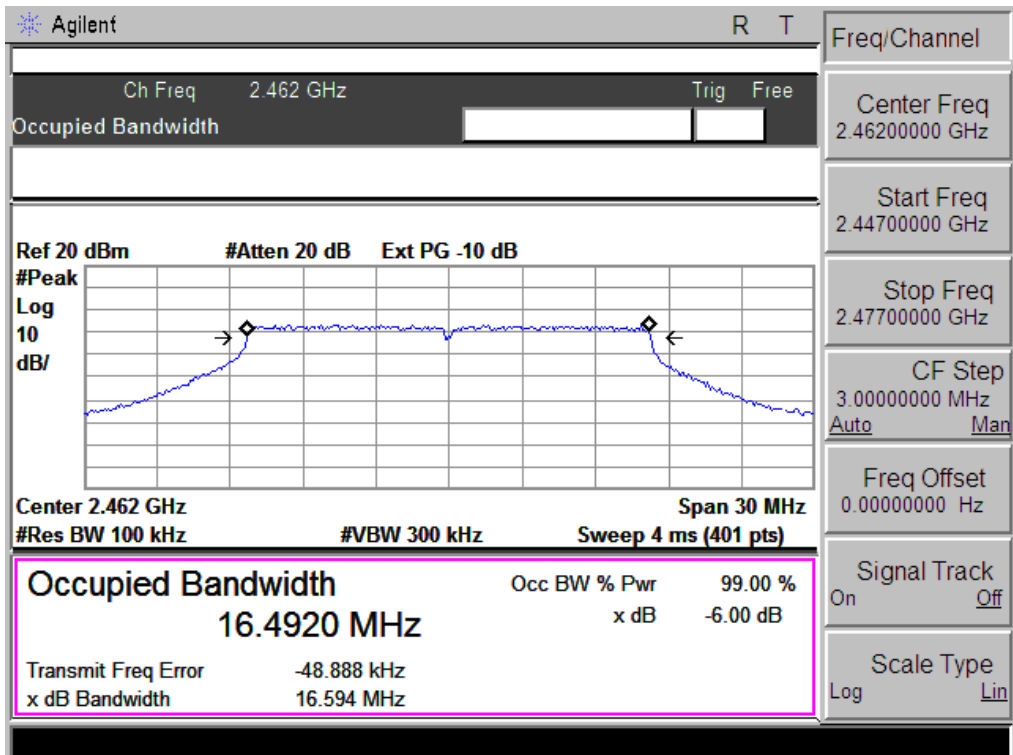 Agilent R T
Ch Freq 2.462 GHz Trig Free
Occupied Bandwidth
Ref 20 dBm #Atten 20 dB Ext PG -10 dB
#Peak
Log
10
dB/
Center 2.462 GHz Span 30 MHz
#Res BW 100 kHz #VBW 300 kHz Sweep 4 ms (401 pts)
Occupied Bandwidth Occ BW % Pwr 99.00 %
16.4920 MHz x dB -6.00 dB
Transmit Freq Error -48.888 kHz
x dB Bandwidth 16.594 MHz
Freq/Channel
Center Freq
2.46200000 GHz
Start Freq
2.44700000 GHz
Stop Freq
2.47700000 GHz
CF Step
3.00000000 MHz
Auto Man
Freq Offset
0.00000000 Hz
Signal Track
On Off
Scale Type
Log Lin